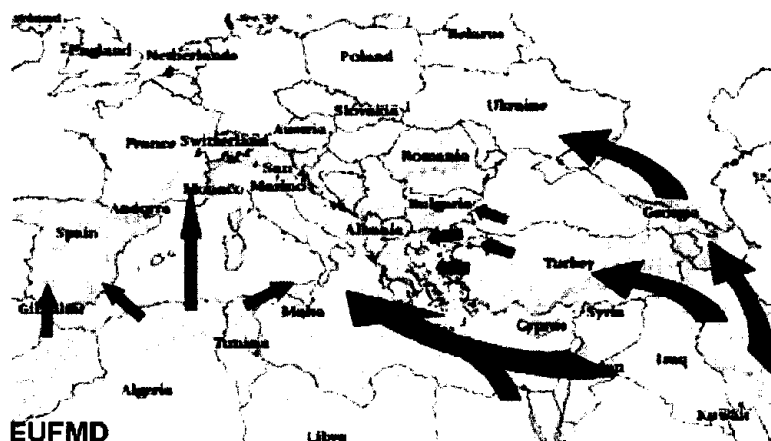 England
Netherlands
Belarus
Poland
Slovakia
Ukraine
Austria
France
Switzerland
San
Marino
Romania
Andorra
Bulgaria
Georgia
Spain
Albania
Turkey
Gibraltar
Malta
Cyprus
Syria
Tunisia
Iraq
Algeria
Kuwait
EUFMD
Libya